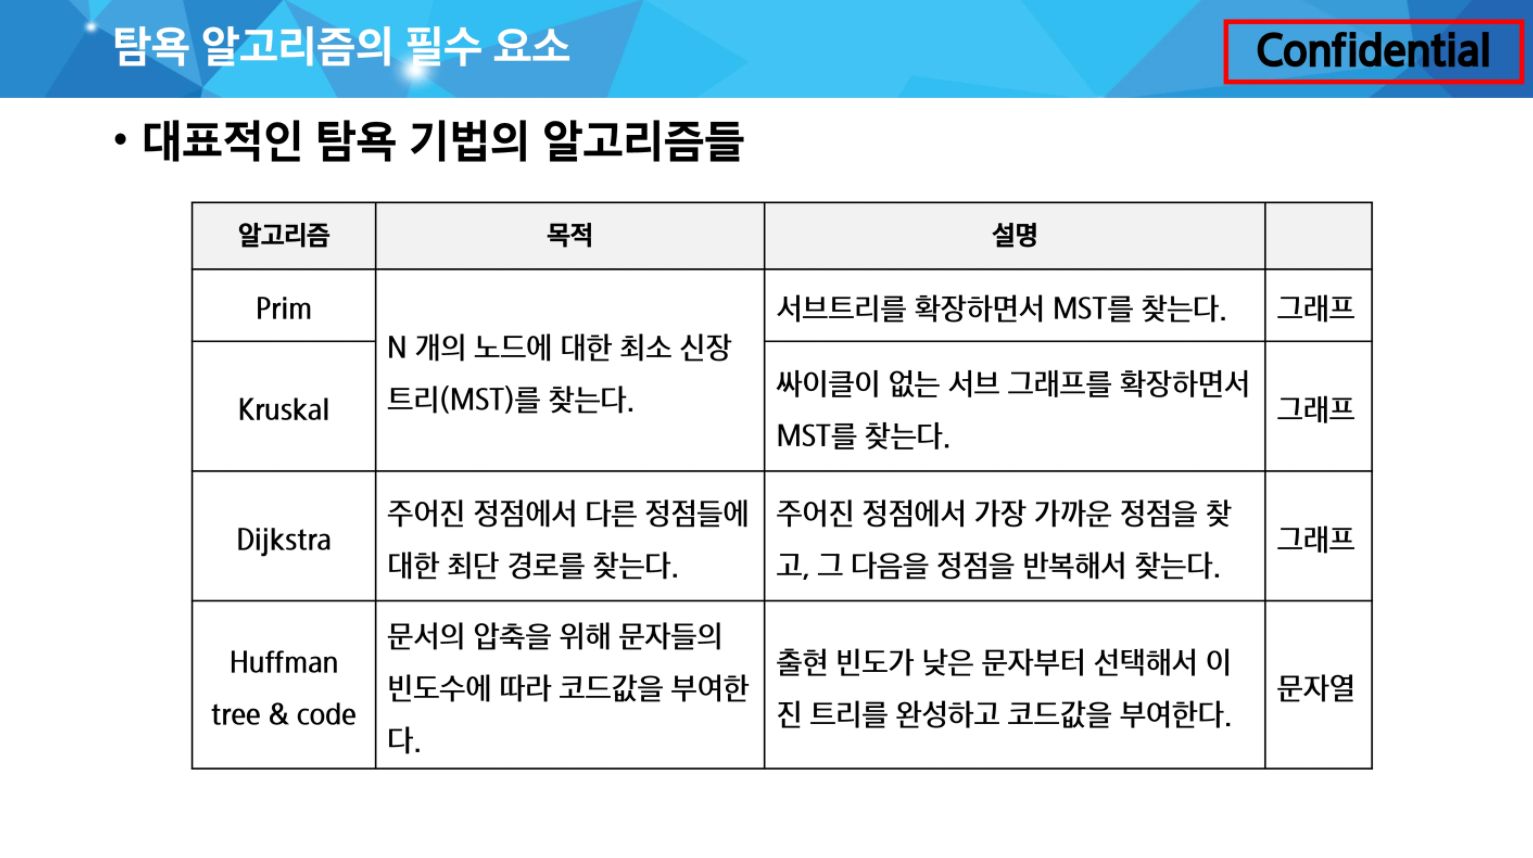 탐욕 알고리즘의 필수 요소
Confidential
• 대표적인 탐욕 기법의 알고리즘들
알고리즘
목적
설명
Prim
N 개의 노드에 대한 최소 신장
트리(MST)를 찾는다.
서브트리를 확장하면서 MST를 찾는다.
그래프
Kruskal
싸이클이 없는 서브 그래프를 확장하면서
MST를 찾는다.
그래프
Dijkstra
주어진 정점에서 다른 정점들에
대한 최단 경로를 찾는다.
주어진 정점에서 가장 가까운 정점을 찾
고, 그 다음을 정점을 반복해서 찾는다.
그래프
Huffman
tree & code
문서의 압축을 위해 문자들의
빈도수에 따라 코드값을 부여한
다.
출현 빈도가 낮은 문자부터 선택해서 이
진 트리를 완성하고 코드값을 부여한다.
문자열